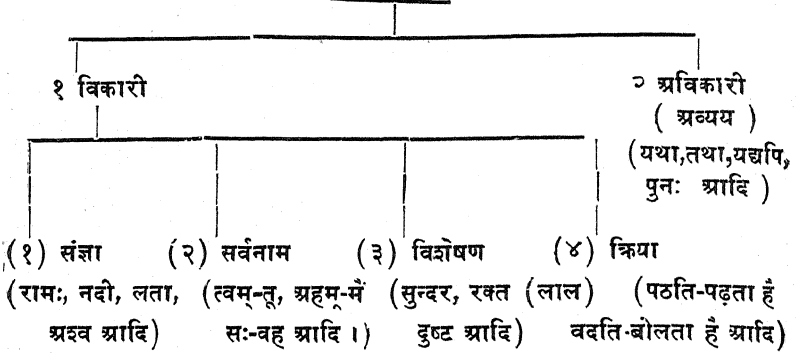 १ विकारी
२ अविकारी
( अव्यय )
(यथा,तथा,यद्यपि,
पुनः आदि )
(१) संज्ञा (२) सर्वनाम (३) विशेषण (४) क्रिया
(रामः, नदी, लता, (त्वम्-तू, अहम्-मैं (सुन्दर, रक्त (लाल) (पठति-पढ़ता है
अश्व आदि) सः-वह आदि ।) दुष्ट आदि) वदति-बोलता है आदि)